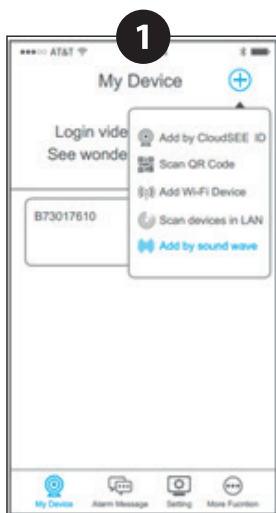 1
AT&T
My Device
Login vide
See wonde
Add by CloudSEE ID
Scan QR Code
Add Wi-Fi Device
Scan devices in LAN
Add by sound wave
B73017610
My Device
Alarm Message
Setting
More Fucntion